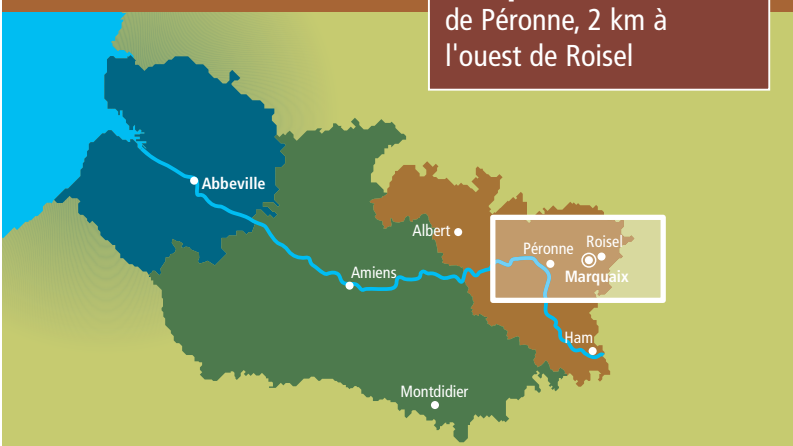 de Péronne, 2 km à
l'ouest de Roisel
Abbeville
Albert
Péronne
Roisel
Marquaix
Amiens
Ham
Montdidier